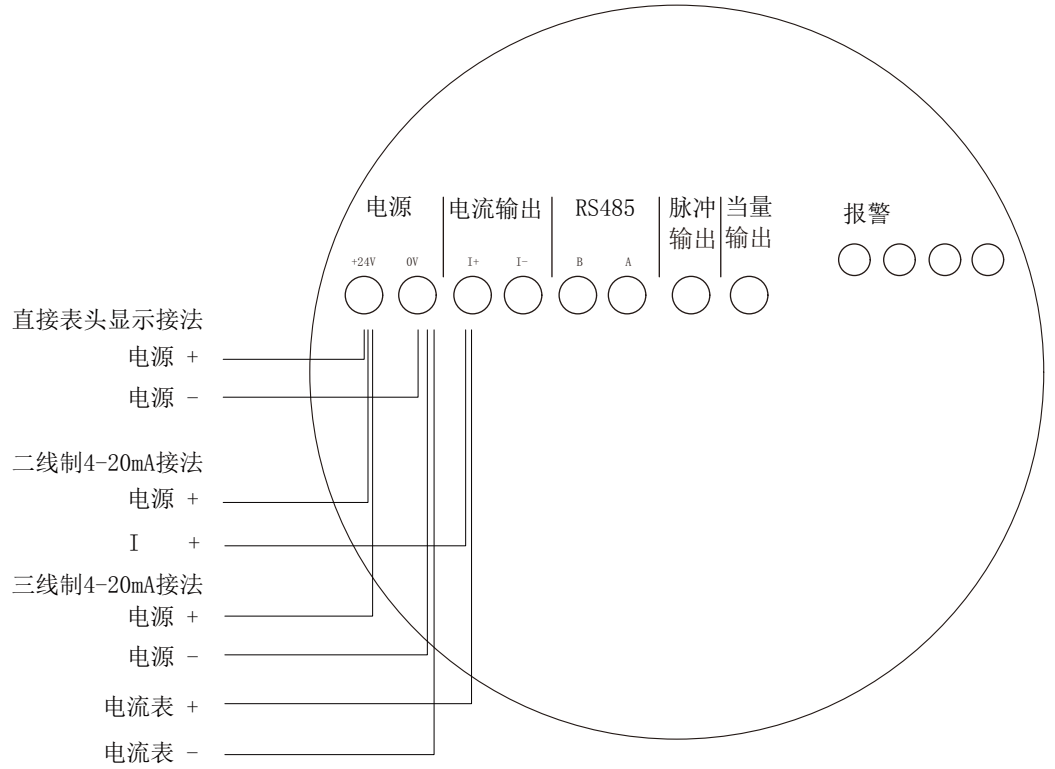 电源 电流输出 RS485 脉冲 当量 报警
输出 输出
+24V 0V I+ I- B A
直接表头显示接法
电源 +
电源 -
二线制4-20mA接法
电源 +
I +
三线制4-20mA接法
电源 +
电源 -
电流表 +
电流表 -